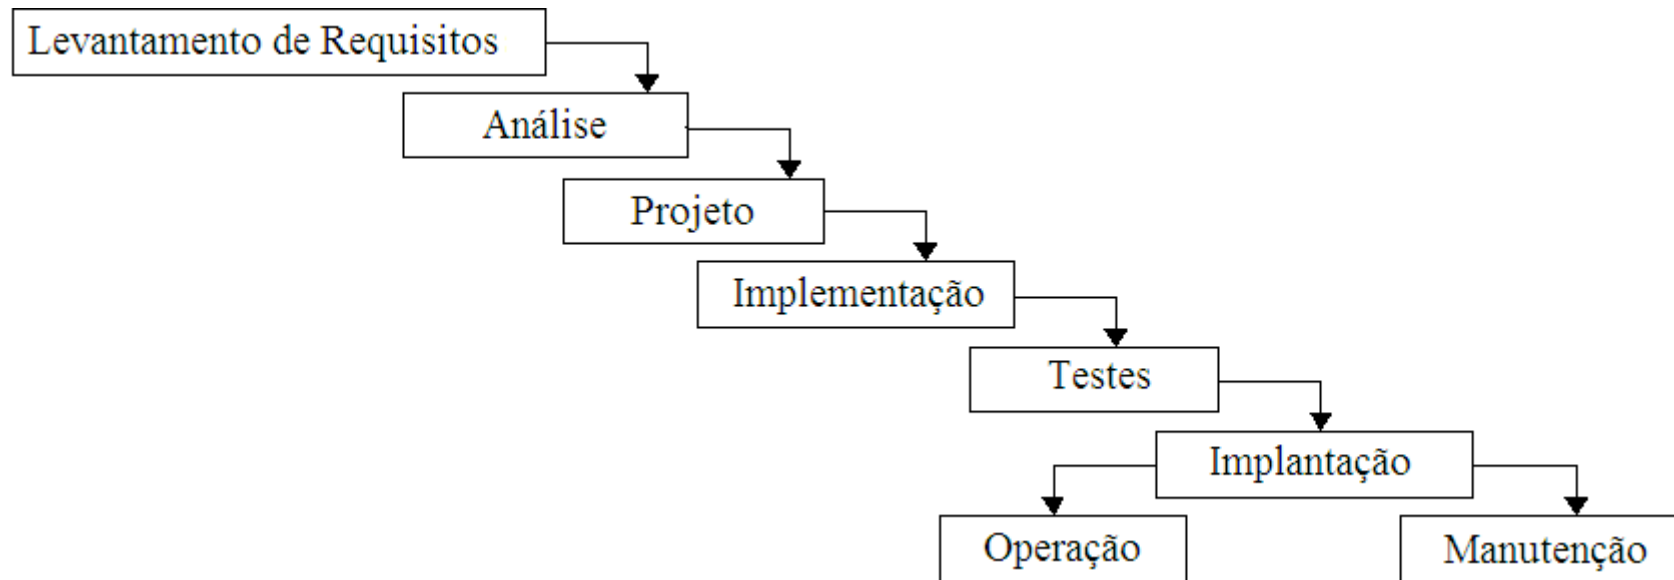 Levantamento de Requisitos
Análise
Projeto
Implementação
Testes
Implantação
Operação
Manutenção